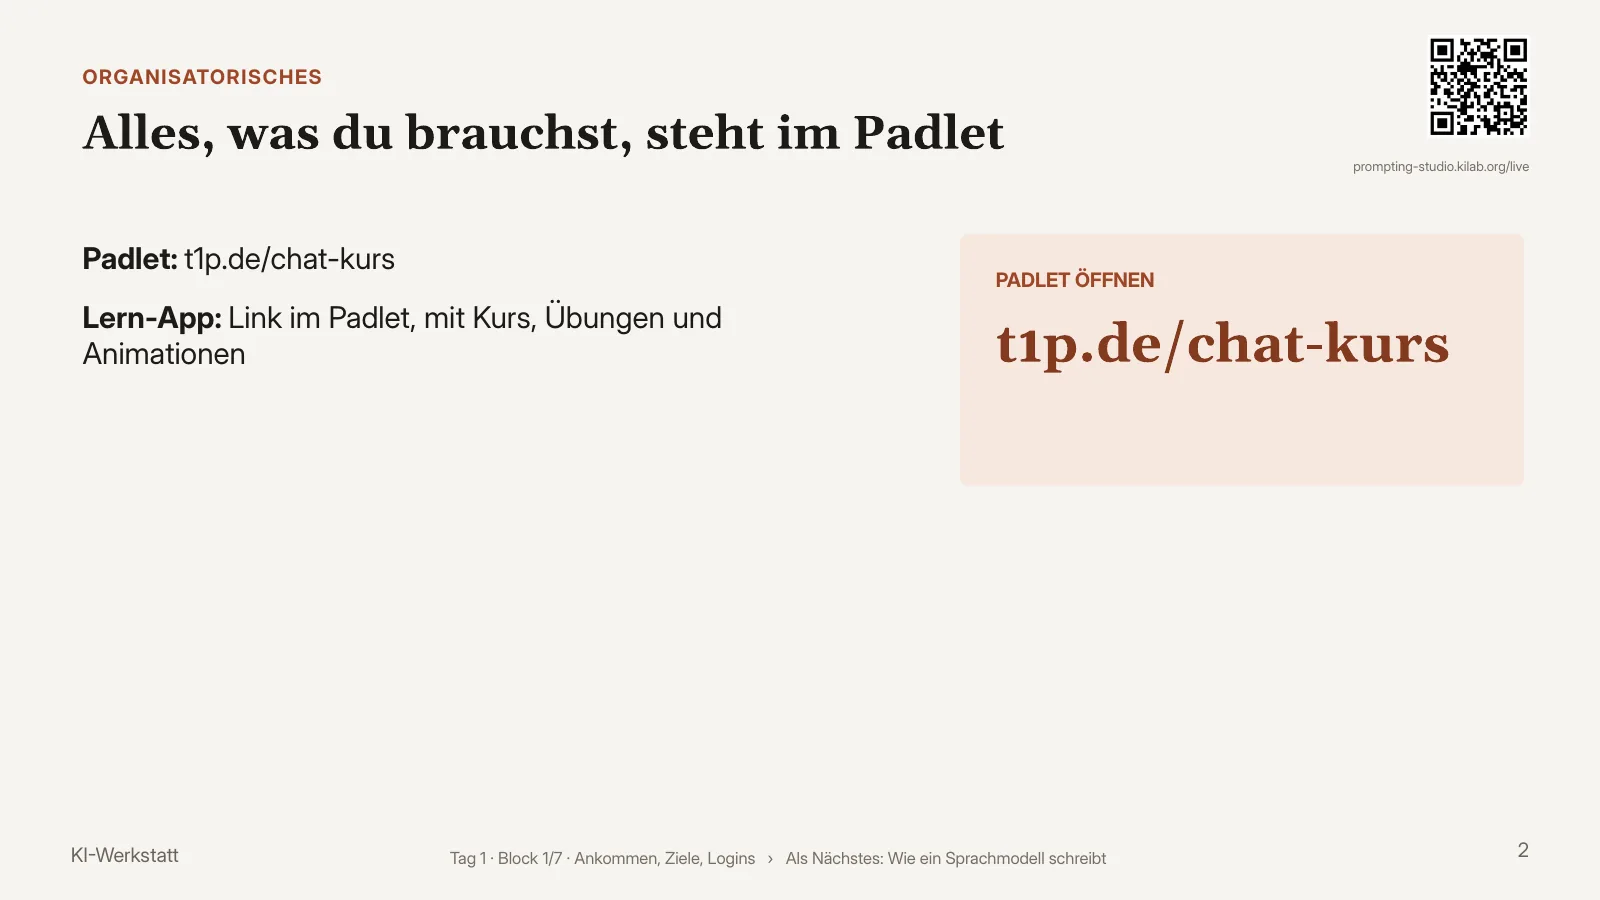 ORGANISATORISCHES
Alles, was du brauchst, steht im Padlet
prompting-studio.kilab.org/live
Padlet: t1p.de/chat-kurs
Lern-App: Link im Padlet, mit Kurs, Übungen und
Animationen
PADLET ÖFFNEN
t1p.de/chat-kurs
KI-Werkstatt
Tag 1 · Block 1/7 · Ankommen, Ziele, Logins › Als Nächstes: Wie ein Sprachmodell schreibt
2